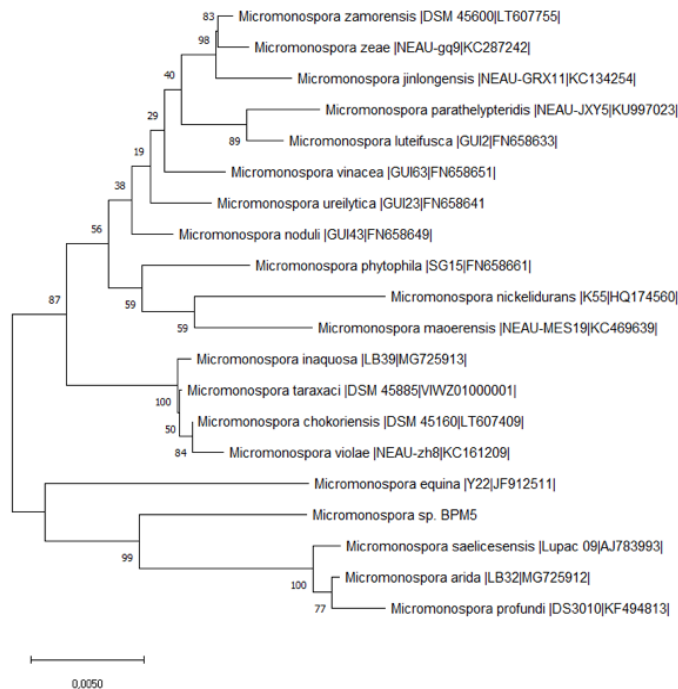 83
Micromonospora zamorensis |DSM 45600|LT607755|
98
Micromonospora zeae |NEAU-gq9|KC287242|
40
Micromonospora jinlongensis |NEAU-GRX11|KC134254|
Micromonospora parathelypteridis |NEAU-JXY5|KU997023|
29
89
Micromonospora luteifusca |GUI2|FN658633|
19
Micromonospora vinacea |GUI63|FN658651|
38
Micromonospora ureilytica |GUI23|FN658641
56
Micromonospora noduli |GUI43|FN658649|
Micromonospora phytophila |SG15|FN658661|
87
59
Micromonospora nickelidurans |K55|HQ174560|
59
Micromonospora maoerensis |NEAU-MES19|KC469639|
Micromonospora inaquosa |LB39|MG725913|
Micromonospora taraxaci |DSM 45885|VIWZ01000001|
100
Micromonospora chokoriensis |DSM 45160|LT607409|
50
84
Micromonospora violae |NEAU-zh8|KC161209|
Micromonospora equina |Y22|JF912511|
Micromonospora sp. BPM5
99
Micromonospora saelicesensis |Lupac 09|AJ783993|
100
Micromonospora arida |LB32|MG725912|
77
Micromonospora profundi |DS3010|KF494813|
0,0050